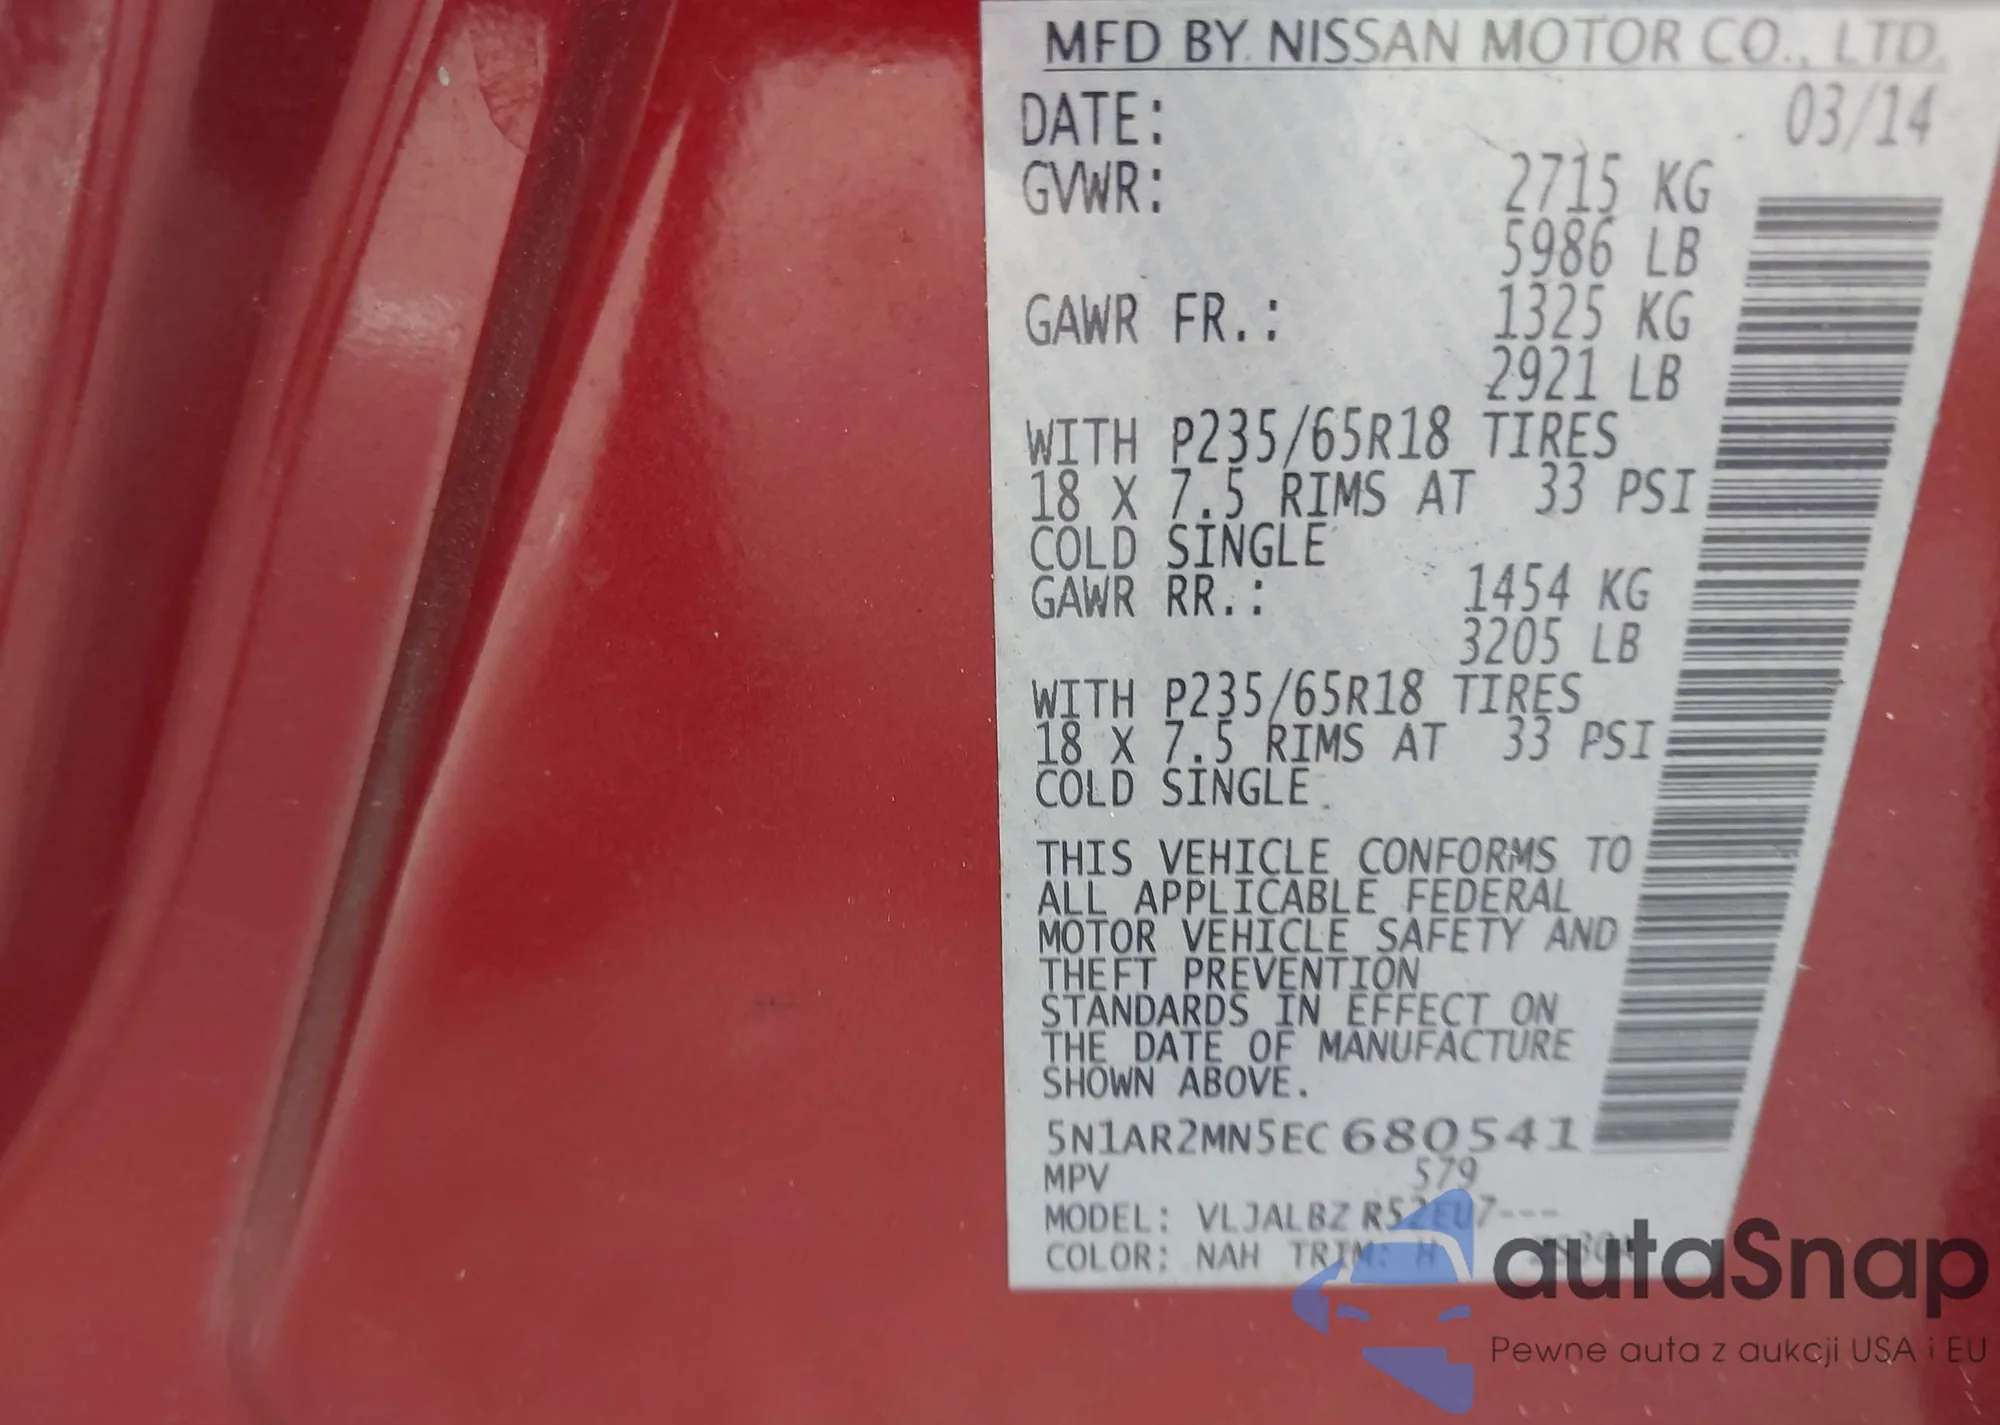 MFD BY NISSAN MOTOR CO., LTD.
DATE: 03/14
GVWR: 2715 KG
5986 LB
GAWR FR.: 1325 KG
2921 LB
WITH P235/65R18 TIRES
18 X 7.5 RIMS AT 33 PSI
COLD SINGLE
GAWR RR.: 1454 KG
3205 LB
WITH P235/65R18 TIRES
18 X 7.5 RIMS AT 33 PSI
COLD SINGLE
THIS VEHICLE CONFORMS TO
ALL APPLICABLE FEDERAL
MOTOR VEHICLE SAFETY AND
THEFT PREVENTION
STANDARDS IN EFFECT ON
THE DATE OF MANUFACTURE
SHOWN ABOVE.
5N1AR2MN5EC680541
MPV 579
MODEL: VLJALBZ R52EU7---
COLOR: NAH TRIM: H
autaSnap
Pewne auta z aukcji USA i EU